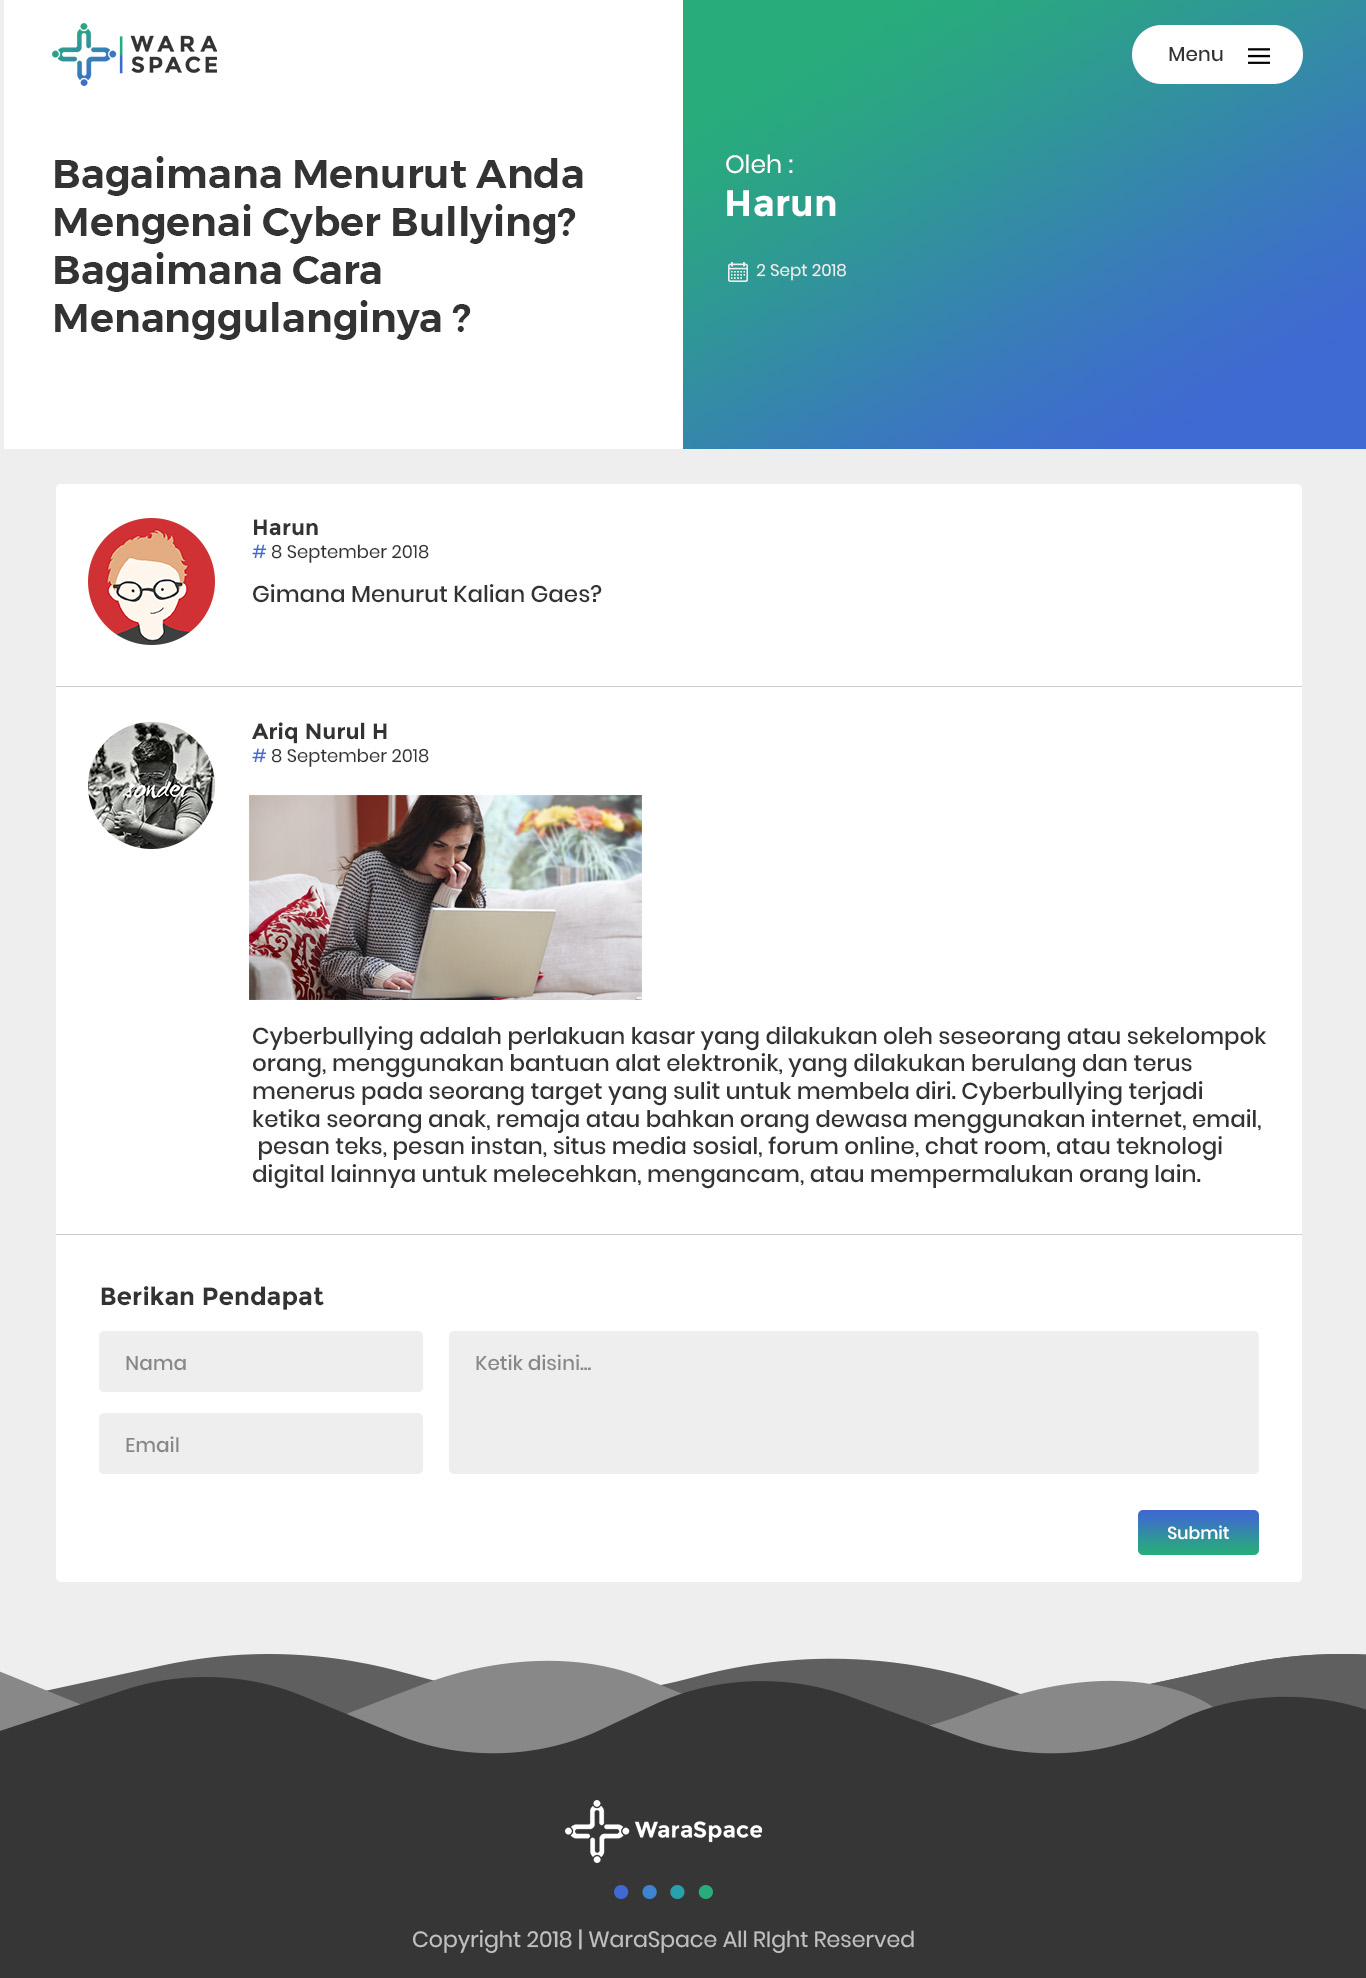 WARA
SPACE
Menu
Bagaimana Menurut Anda
Mengenai Cyber Bullying?
Bagaimana Cara
Menanggulanginya ?
Oleh :
Harun
2 Sept 2018
Harun
# 8 September 2018
Gimana Menurut Kalian Gaes?
Ariq Nurul H
# 8 September 2018
sonder
Cyberbullying adalah perlakuan kasar yang dilakukan oleh seseorang atau sekelompok
orang, menggunakan bantuan alat elektronik, yang dilakukan berulang dan terus
menerus pada seorang target yang sulit untuk membela diri. Cyberbullying terjadi
ketika seorang anak, remaja atau bahkan orang dewasa menggunakan internet, email,
pesan teks, pesan instan, situs media sosial, forum online, chat room, atau teknologi
digital lainnya untuk melecehkan, mengancam, atau mempermalukan orang lain.
Berikan Pendapat
Nama
Ketik disini...
Email
Submit
WaraSpace
Copyright 2018 | WaraSpace All RIght Reserved